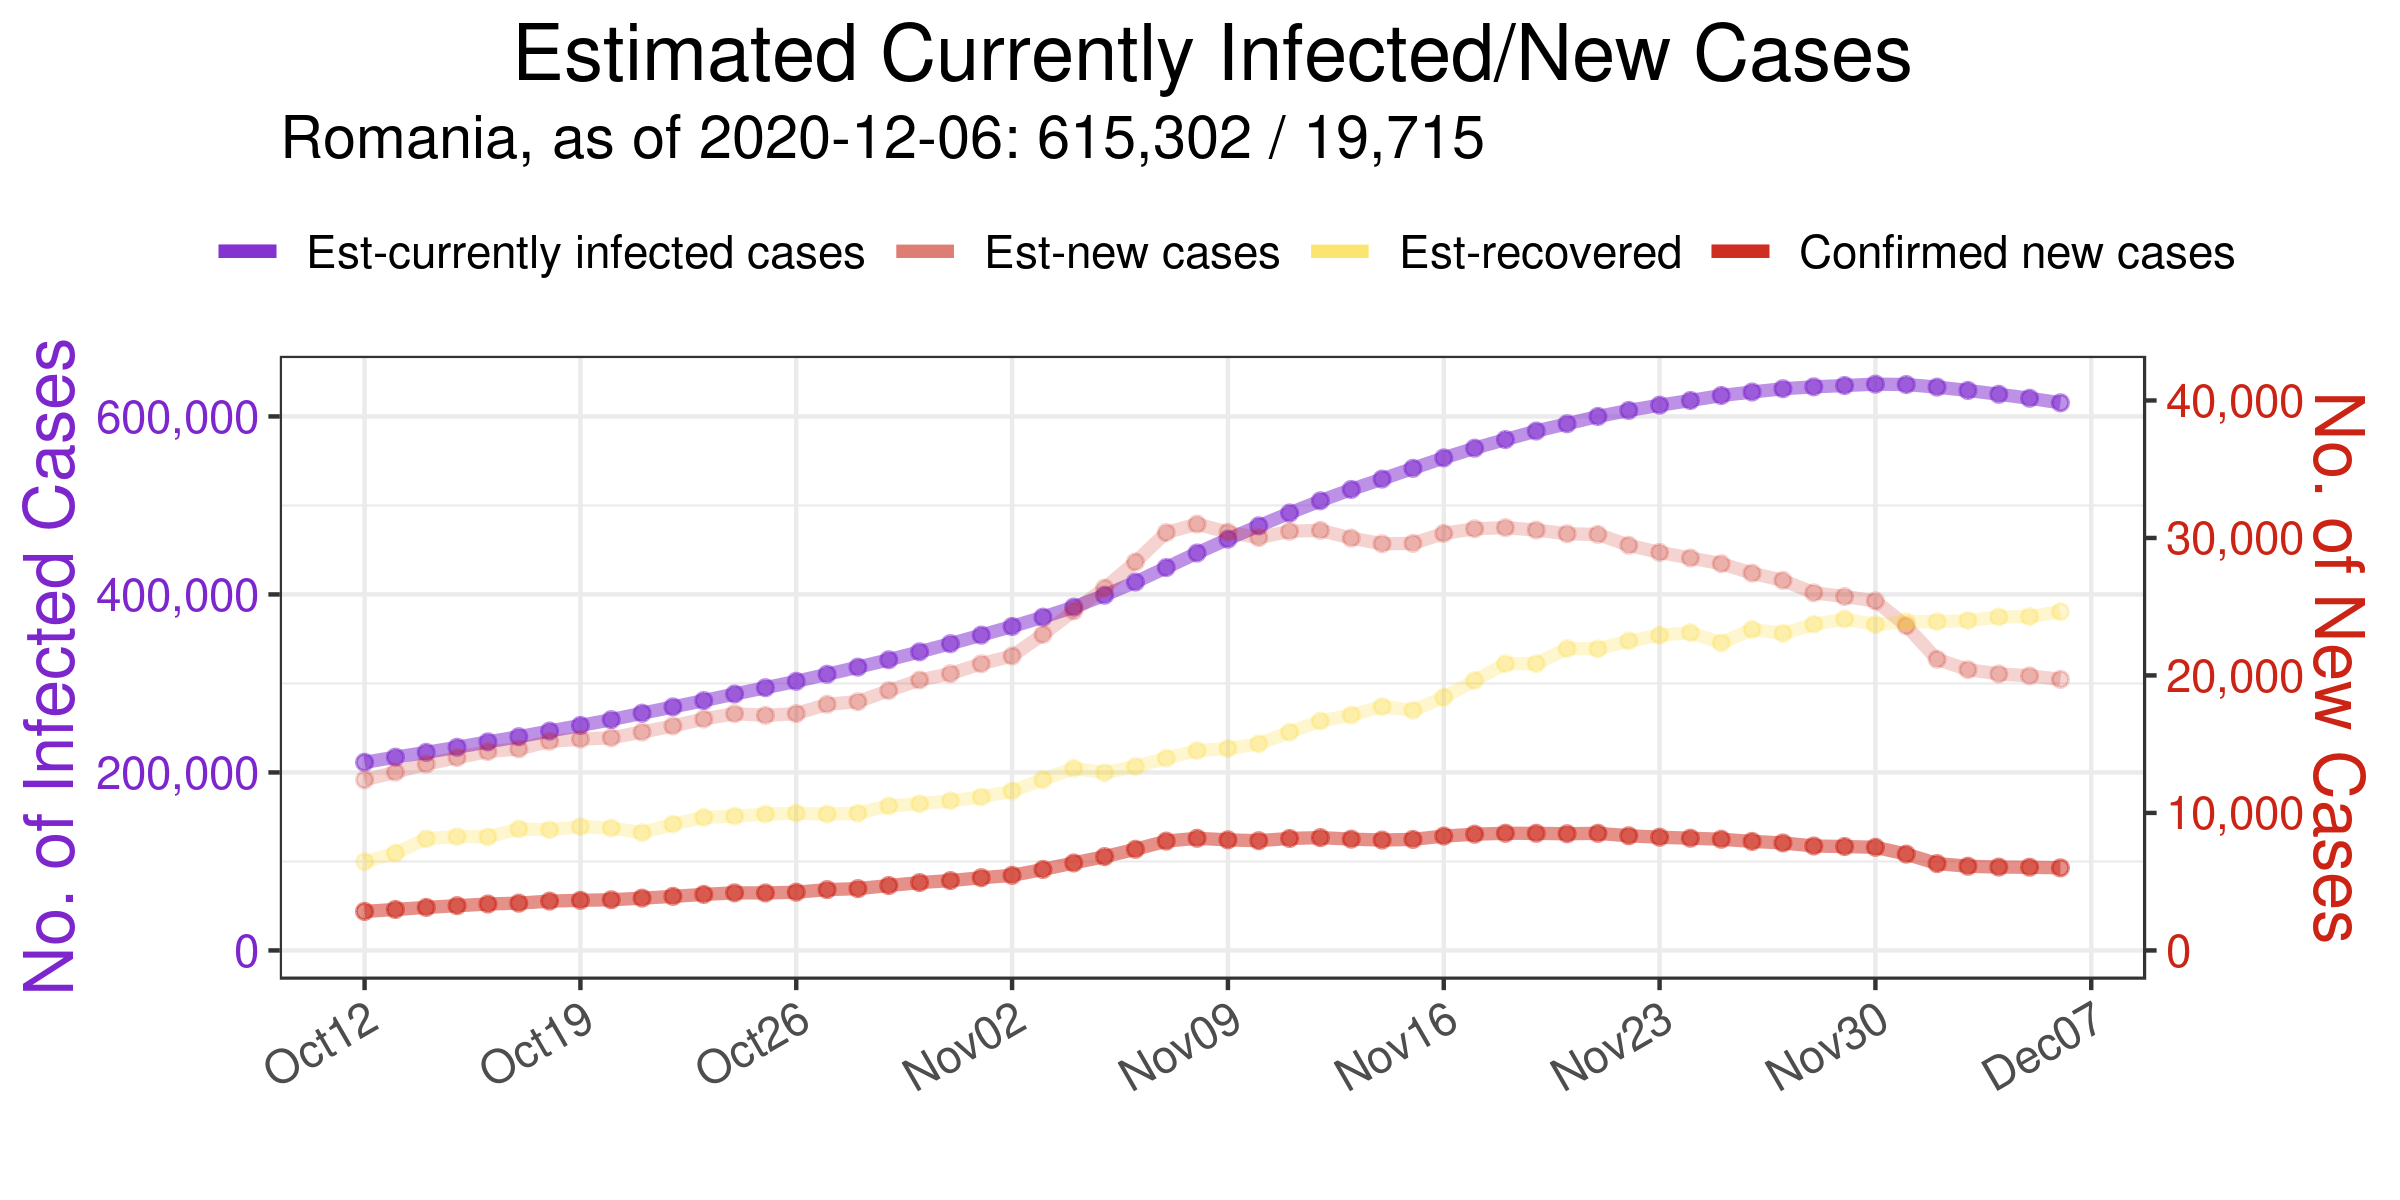 Estimated Currently Infected/New Cases
Romania, as of 2020-12-06: 615,302 / 19,715
Est-currently infected cases Est-new cases Est-recovered Confirmed new cases
No. of Infected Cases
600,000
400,000
200,000
0
40,000
30,000
20,000
10,000
0
No. of New Cases
Oct12 Oct19 Oct26 Nov02 Nov09 Nov16 Nov23 Nov30 Dec07